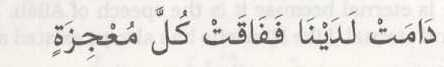 دَامَتْ لَدَيْنَا فَفَاقَتْ كُلَّ مُعْجِزَةٍ